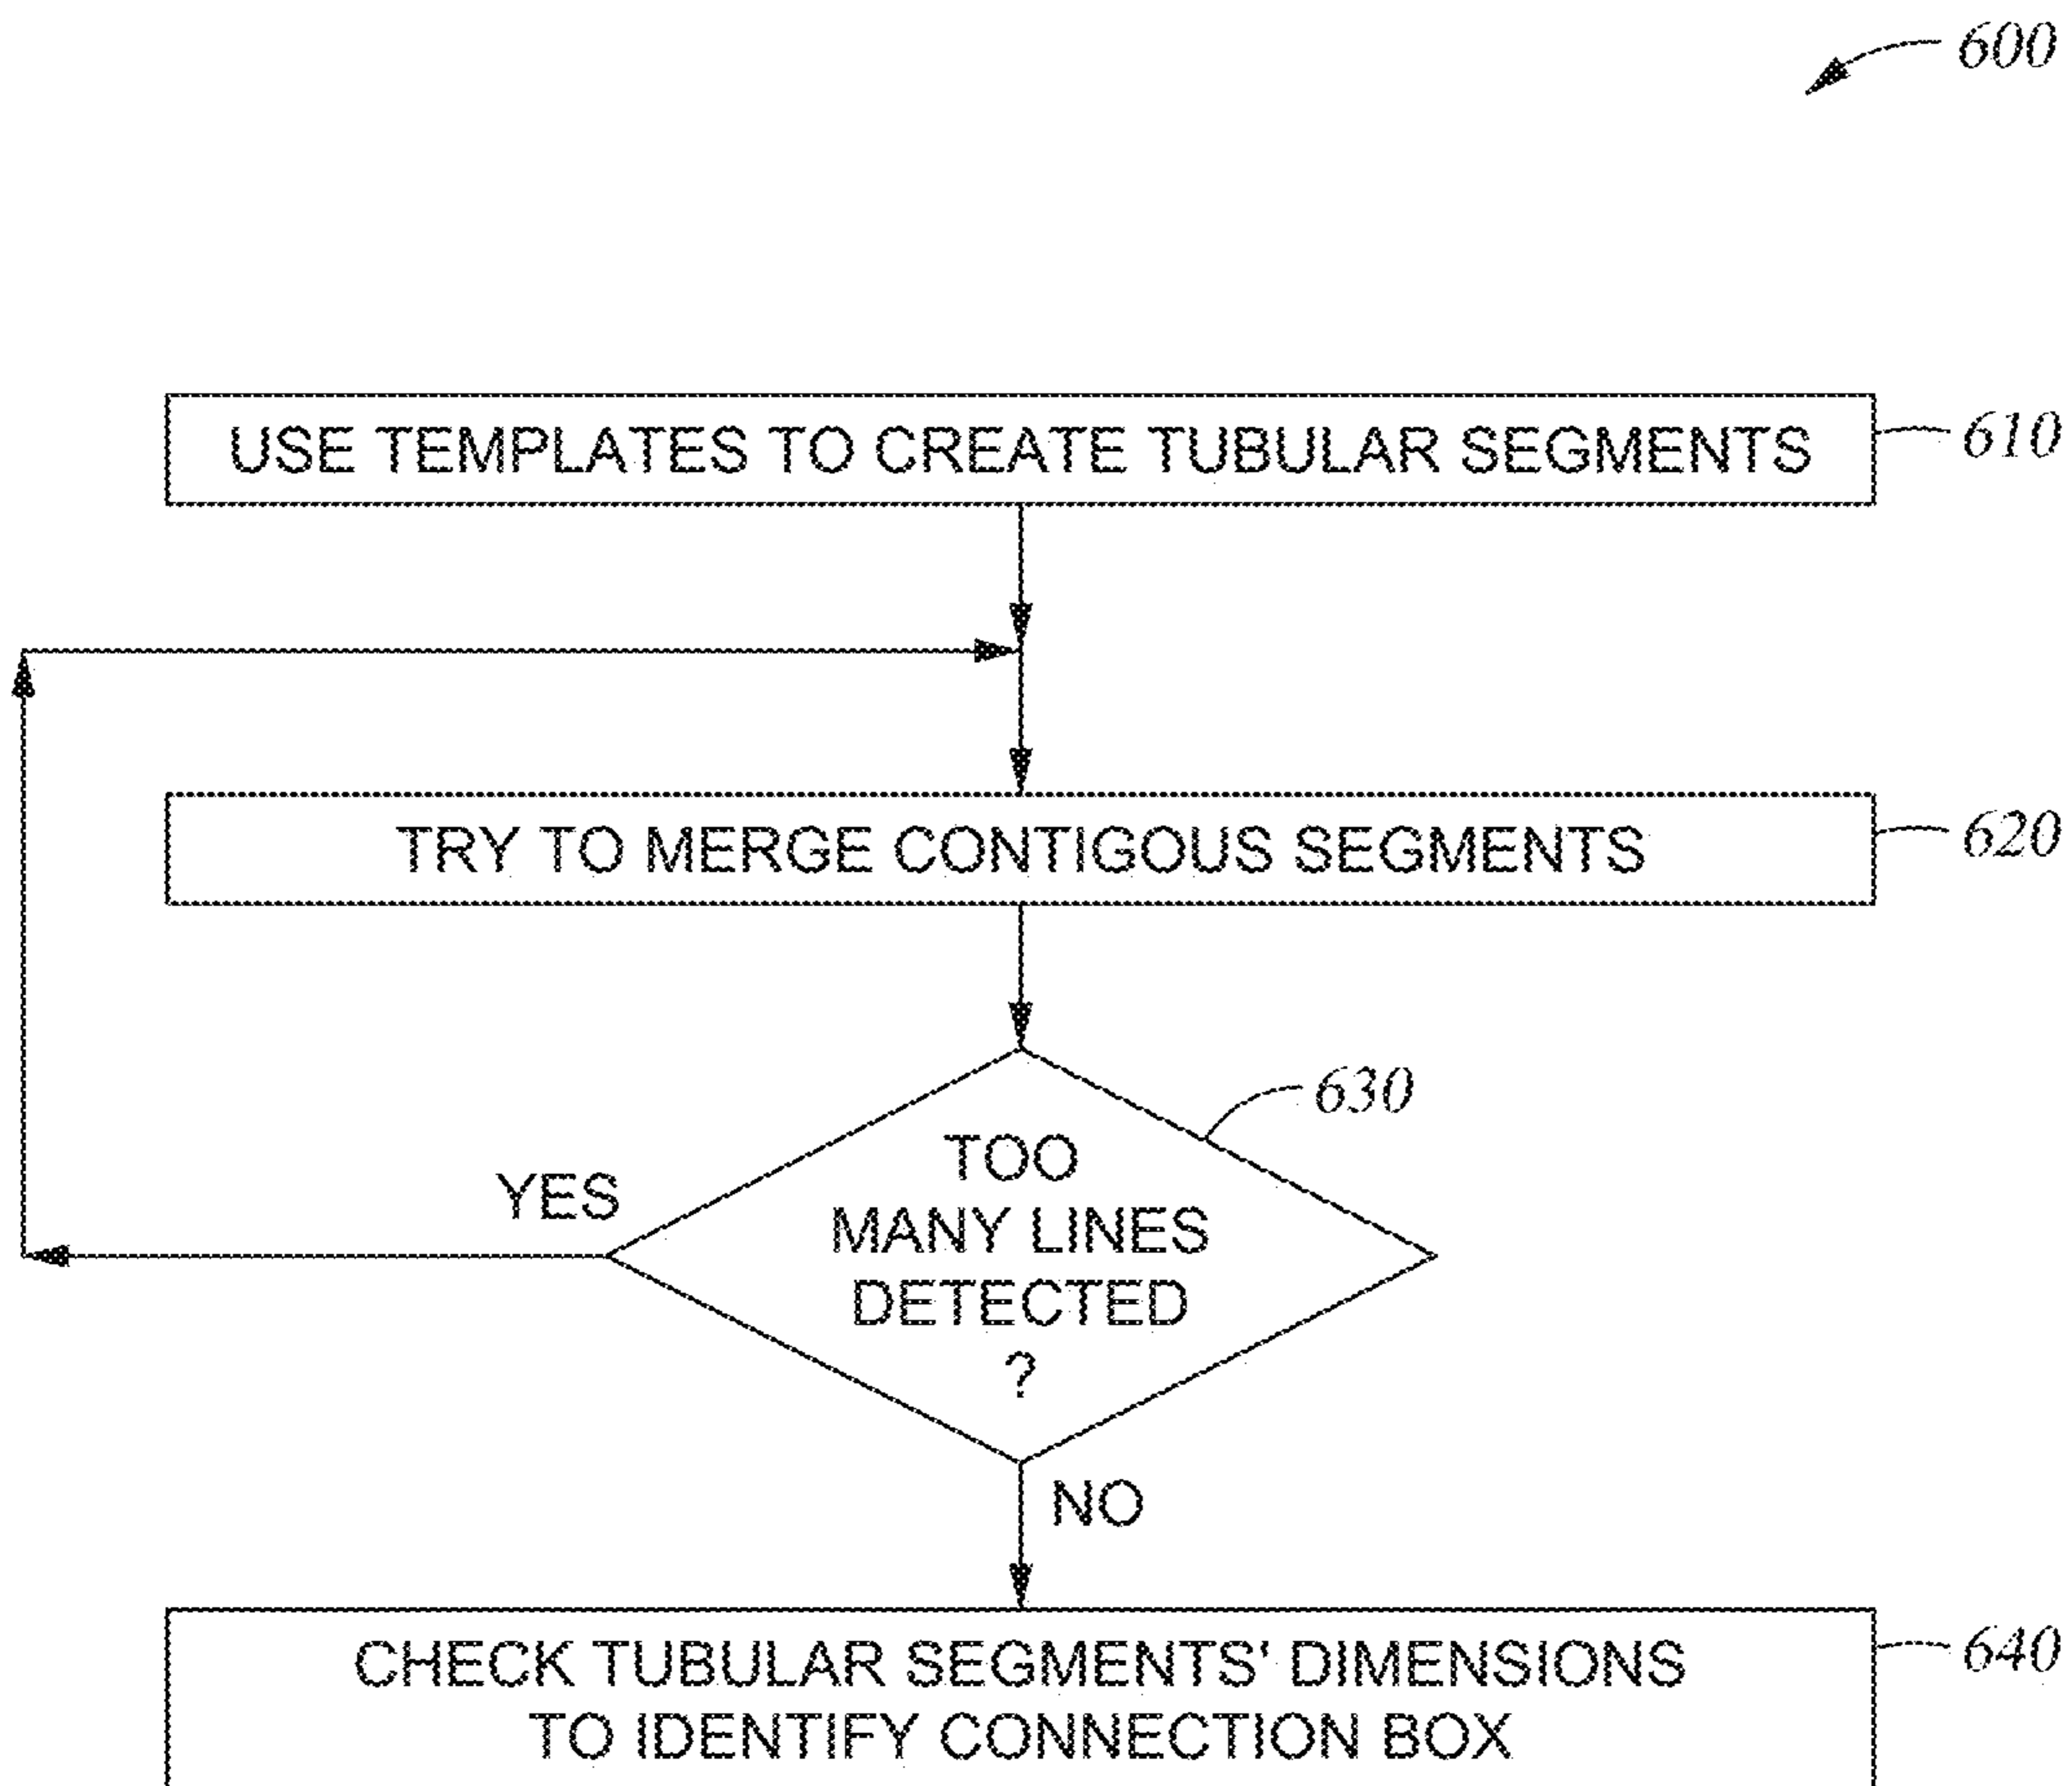 600
USE TEMPLATES TO CREATE TUBULAR SEGMENTS
610
TRY TO MERGE CONTIGOUS SEGMENTS
620
630
TOO
MANY LINES
DETECTED
?
YES
NO
CHECK TUBULAR SEGMENTS' DIMENSIONS
TO IDENTIFY CONNECTION BOX
640